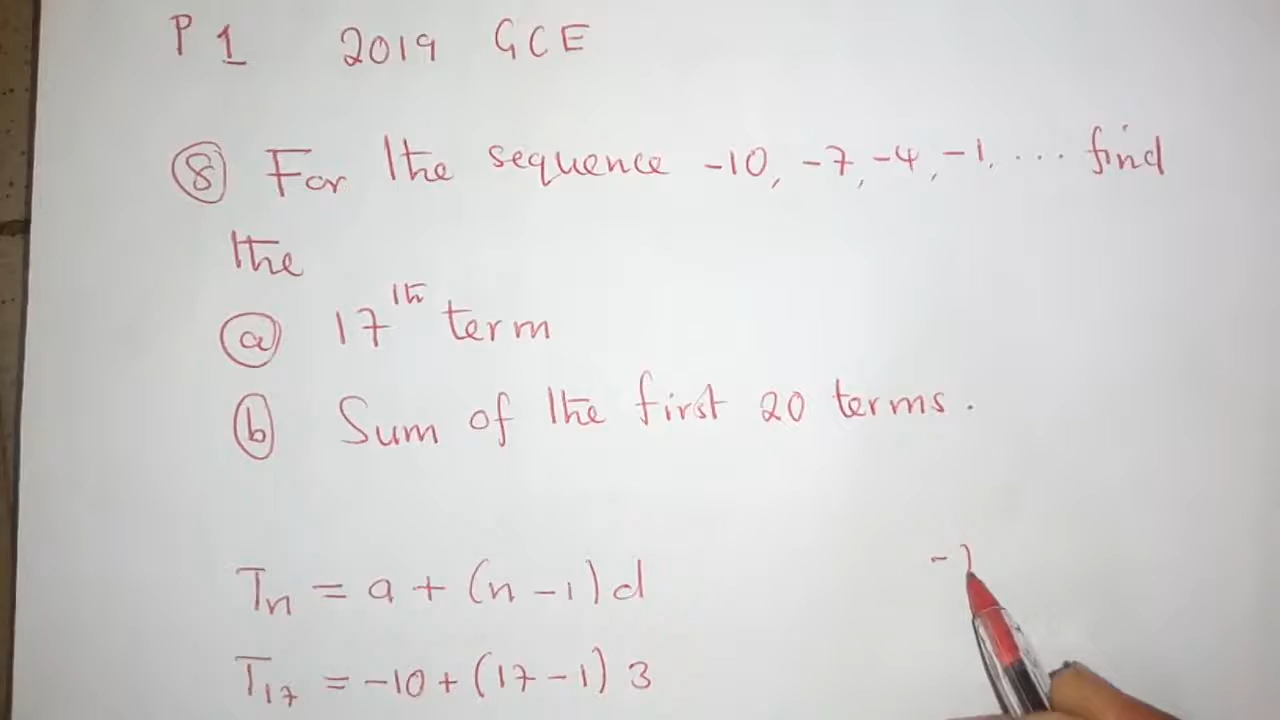 P1 2019 GCE
⑧ For the sequence -10, -7, -4, -1, ... find
the
ⓐ 17th term
ⓑ Sum of the first 20 terms.
Tn = a + (n - 1) d
-1
T17 = -10 + (17 - 1) 3